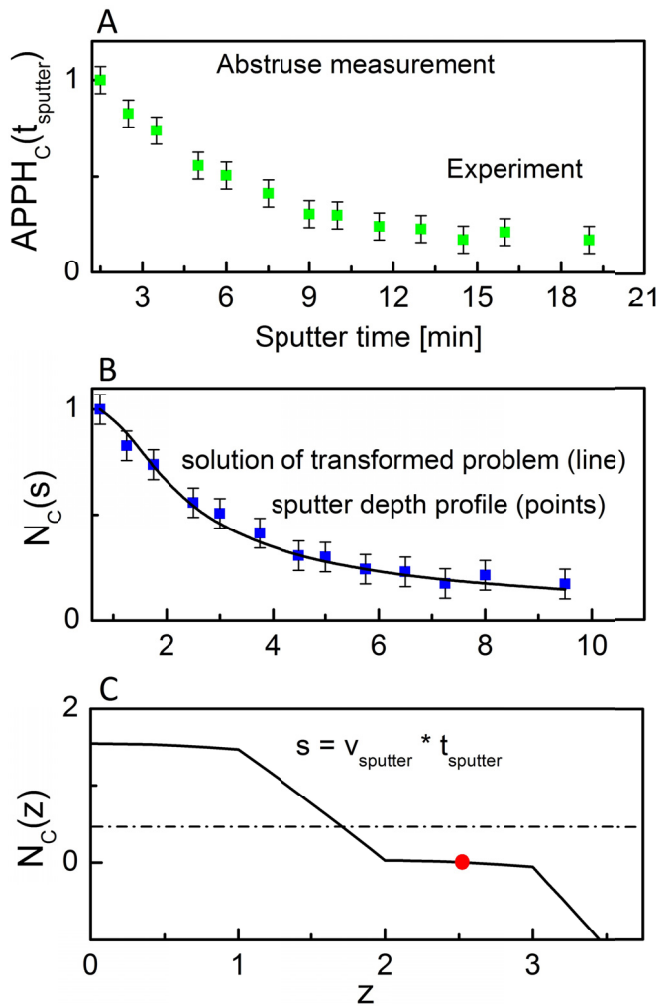 A
APPH_C(t_sputter)
1
0
Abstruse measurement
Experiment
3 6 9 12 15 18 21
Sputter time [min]
B
N_C(s)
1
0
solution of transformed problem (line)
sputter depth profile (points)
2 4 6 8 10
C
N_C(z)
2
0
s = v_sputter * t_sputter
0 1 2 3
z